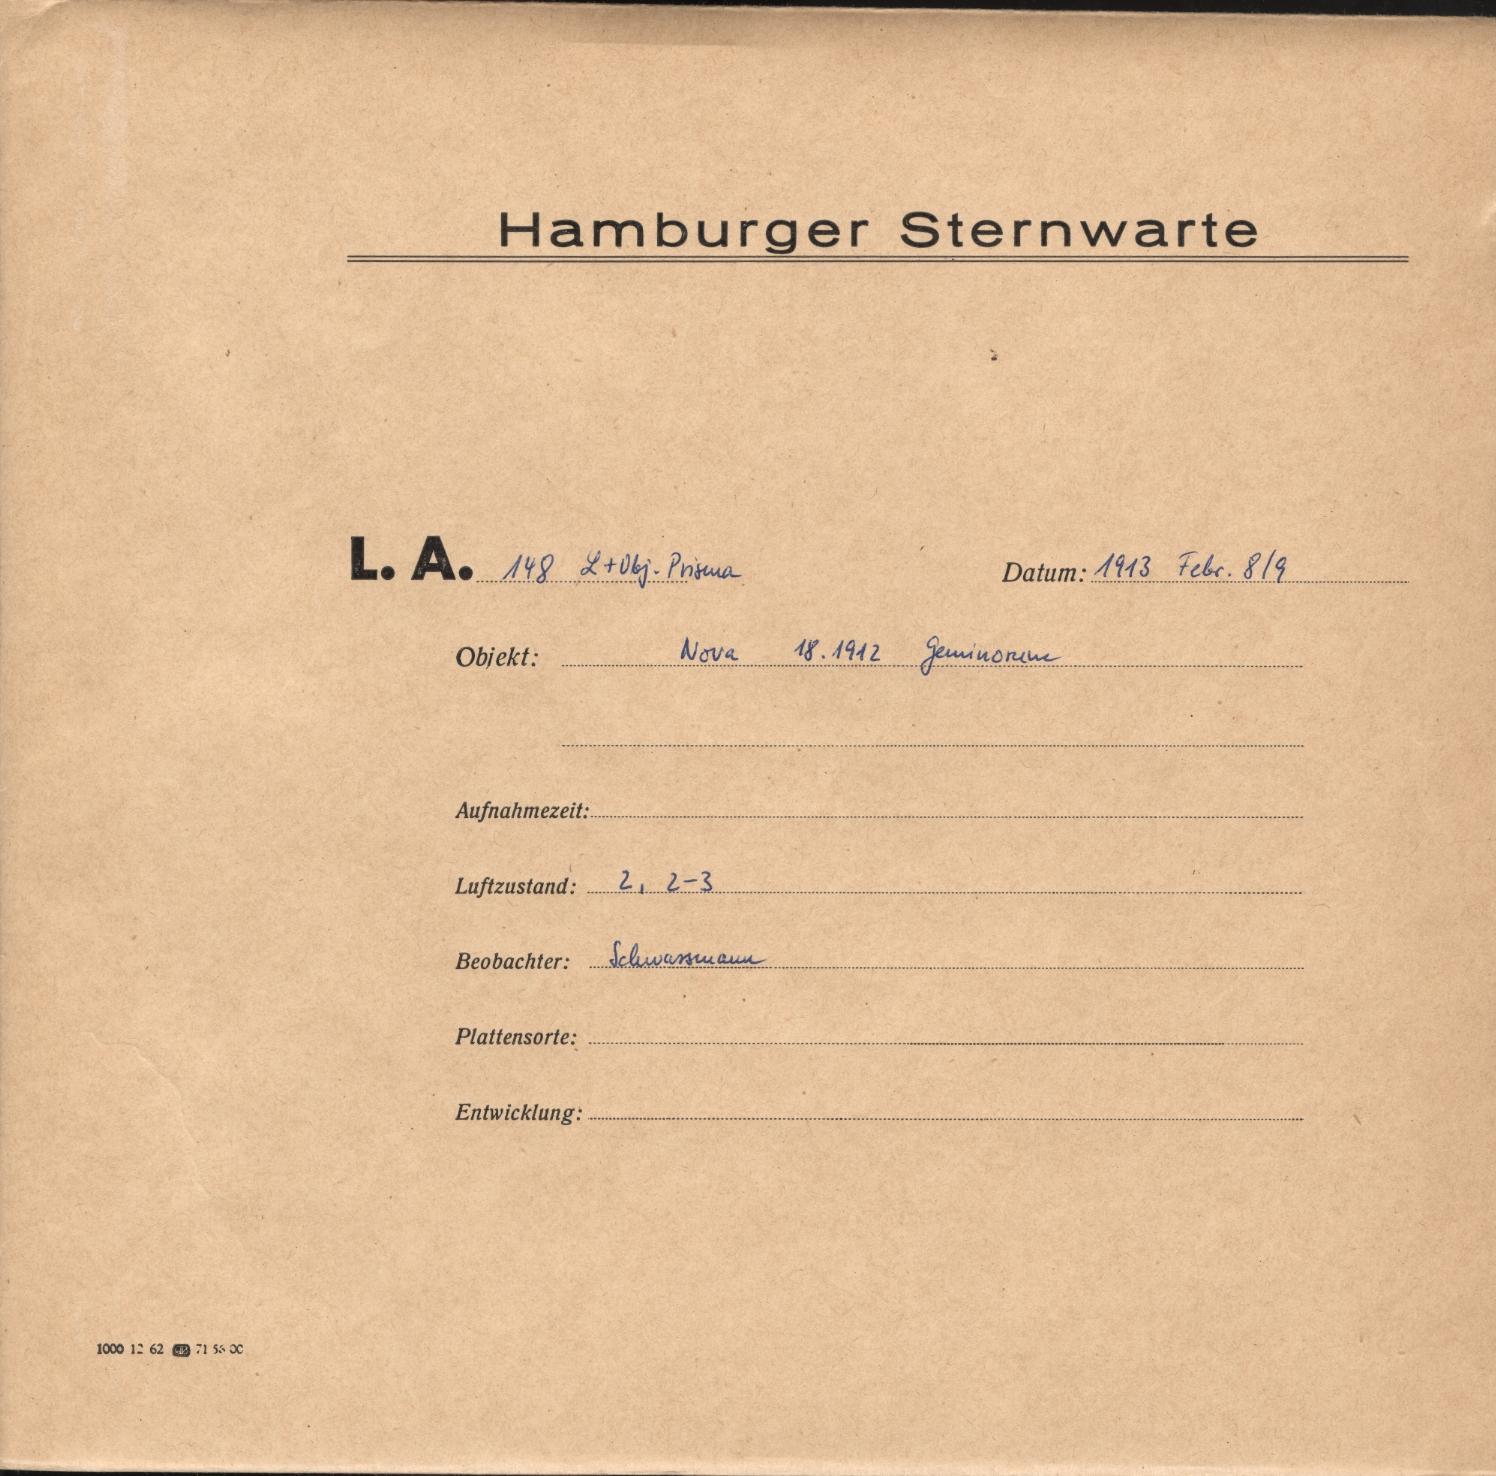 Hamburger Sternwarte
L. A. 148 L+Obj.-Prisma Datum: 1913 Febr. 8/9
Objekt: Nova 18.1912 Geminorum
Aufnahmezeit:
Luftzustand: 2, 2-3
Beobachter: Schwassmann
Plattensorte:
Entwicklung:
1000 12 62 71 56 00